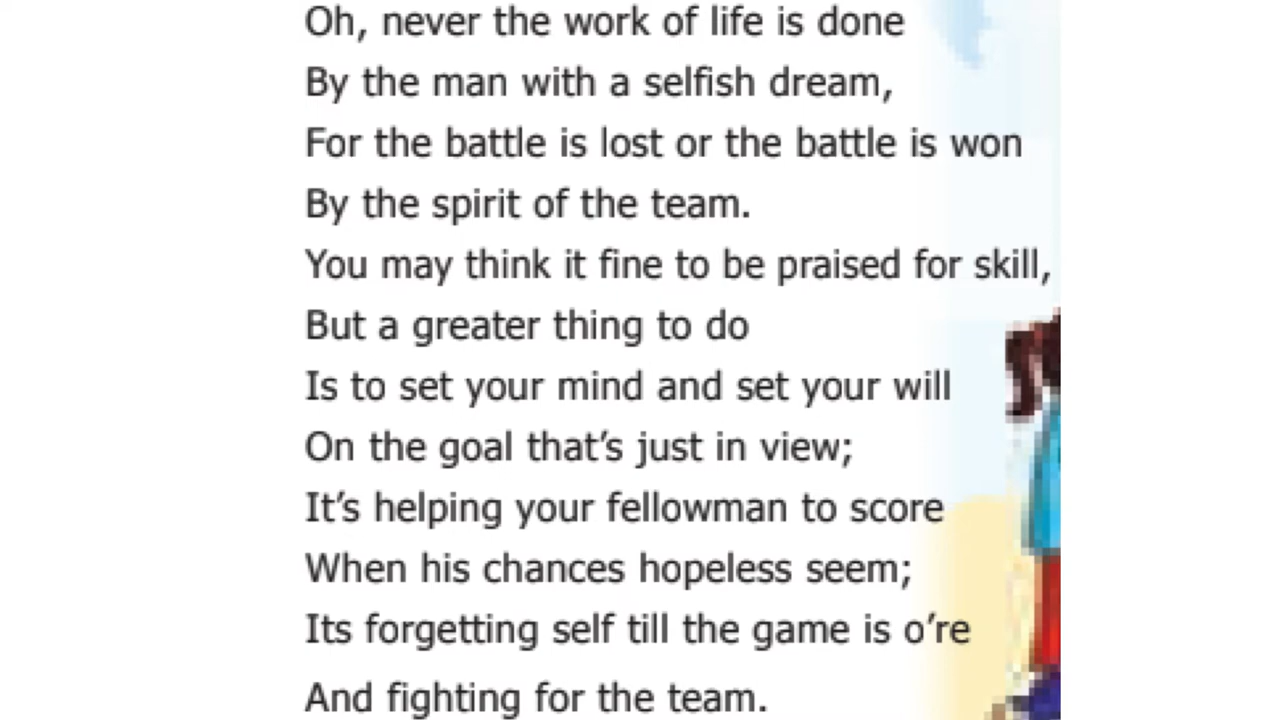 Oh, never the work of life is done
By the man with a selfish dream,
For the battle is lost or the battle is won
By the spirit of the team.
You may think it fine to be praised for skill,
But a greater thing to do
Is to set your mind and set your will
On the goal that's just in view;
It's helping your fellowman to score
When his chances hopeless seem;
Its forgetting self till the game is o're
And fighting for the team.